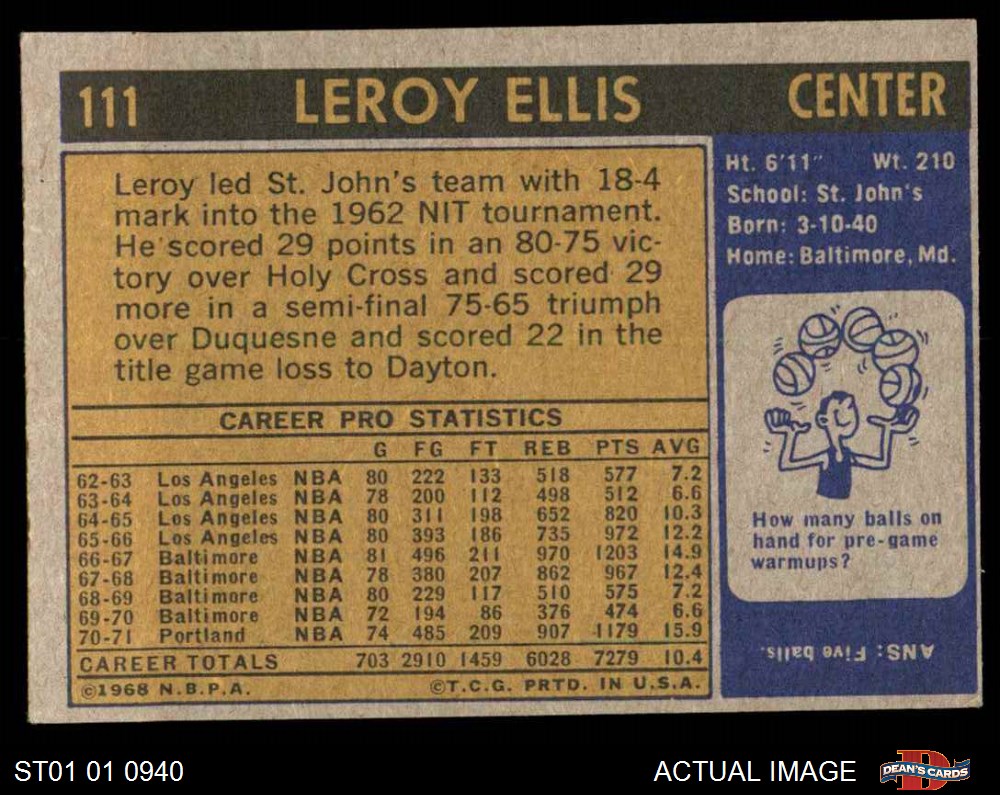 111 LEROY ELLIS CENTER
Leroy led St. John's team with 18-4
mark into the 1962 NIT tournament.
He scored 29 points in an 80-75 vic-
tory over Holy Cross and scored 29
more in a semi-final 75-65 triumph
over Duquesne and scored 22 in the
title game loss to Dayton.
CAREER PRO STATISTICS
G FG FT REB PTS AVG
62-63 Los Angeles NBA 80 222 133 518 577 7.2
63-64 Los Angeles NBA 78 200 112 498 512 6.6
64-65 Los Angeles NBA 80 311 198 652 820 10.3
65-66 Los Angeles NBA 80 393 186 735 972 12.2
66-67 Baltimore NBA 81 496 211 970 1203 14.9
67-68 Baltimore NBA 78 380 207 862 967 12.4
68-69 Baltimore NBA 80 229 117 510 575 7.2
69-70 Baltimore NBA 72 194 86 376 474 6.6
70-71 Portland NBA 74 485 209 907 1179 15.9
CAREER TOTALS 703 2910 1459 6028 7279 10.4
©1968 N.B.P.A. ©T.C.G. PRTD. IN U.S.A.
Ht. 6'11" Wt. 210
School: St. John's
Born: 3-10-40
Home: Baltimore, Md.
How many balls on
hand for pre-game
warmups?
ANS: Five balls.
ST01 01 0940 ACTUAL IMAGE
D
DEAN'S CARDS